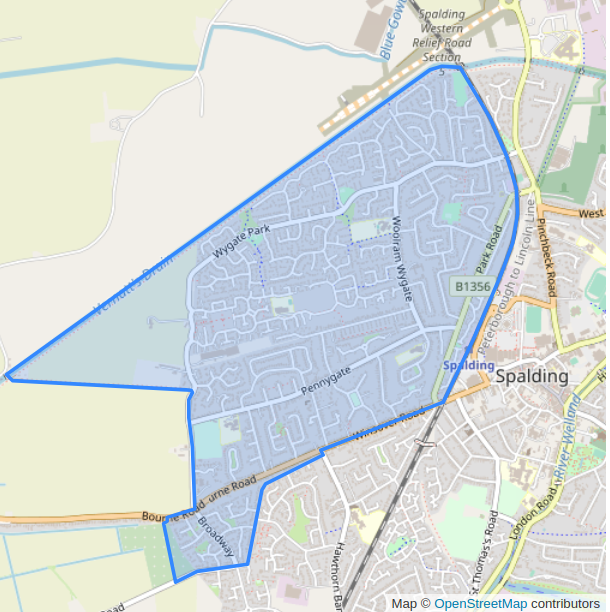 Spalding
Western
Relief Road
Section
5
Blue Gowt
West
Pinchbeck Road
Peterborough to Lincoln Line
Park Road
B1356
Wygate Park
Woolram Wygate
Vernatt's Drain
Spalding
Spalding
Pennygate
Winsover Road
Bourne Road
urne Road
Broadway
Hawthorn Ban
St Thomas's Road
London Road
River Welland
Map © OpenStreetMap contributors